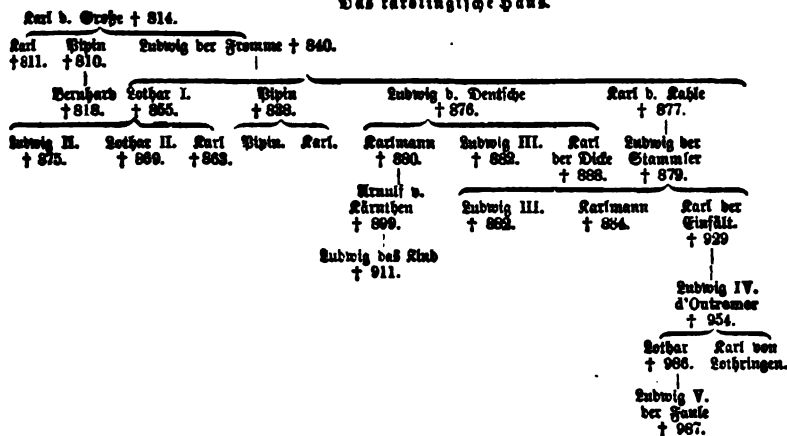 Das karolingische Haus.
Karl d. Große † 814.
Karl Pipin Ludwig der Fromme † 840.
† 811. † 810.
Bernhard Lothar I. Pipin Ludwig d. Deutsche Karl d. Kahle
† 818. † 855. † 838. † 876. † 877.
Ludwig II. Lothar II. Karl Pipin. Karl. Karlmann Ludwig III. Karl Ludwig der
† 875. † 869. † 863. † 880. † 882. der Dicke Stammler
† 888. † 879.
Arnulf v.
Kärnthen Ludwig III. Karlmann Karl der
† 899. † 882. † 884. Einfält.
† 929
Ludwig das Kind
† 911.
Ludwig IV.
d'Outremer
† 954.
Lothar Karl von
† 986. Lothringen.
Ludwig V.
der Faule
† 987.